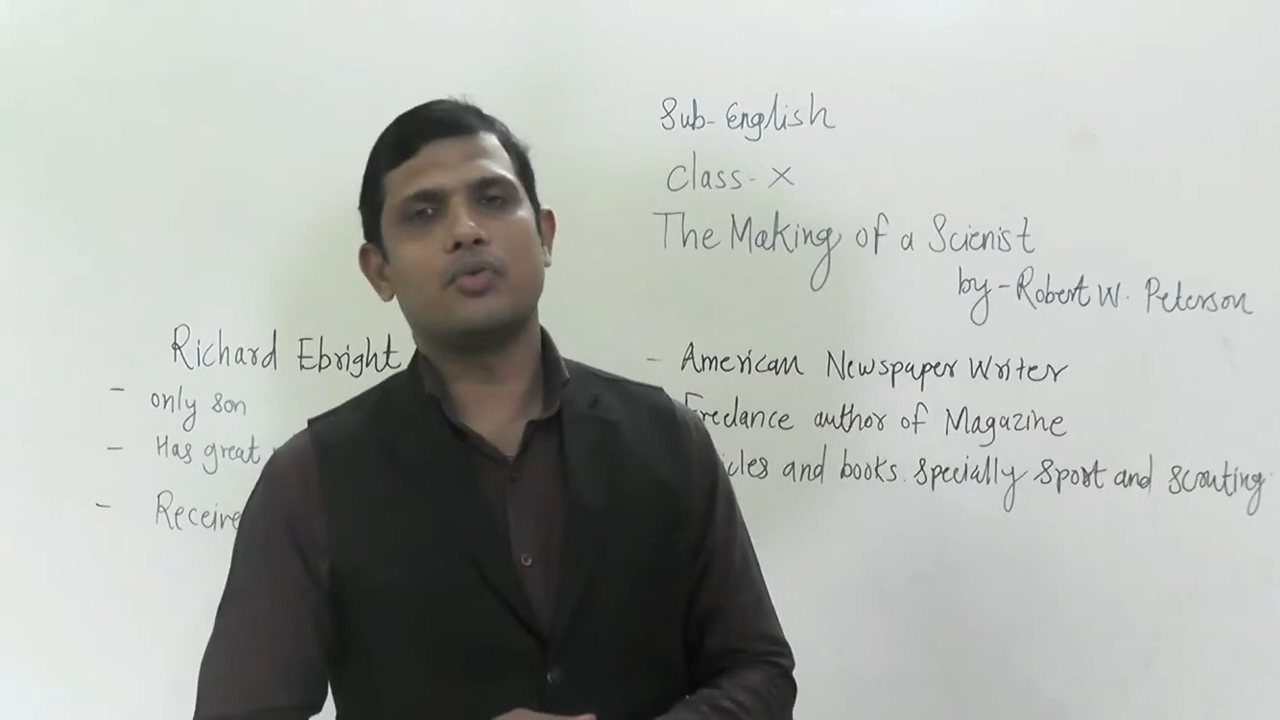 Sub- English
Class- X
The Making of a Scienist
by- Robert W. Peterson
Richard Ebright
- only son
- Has great
- Receive
- American Newspaper Writer
Freelance author of Magazine
icles and books. specially sport and scouting